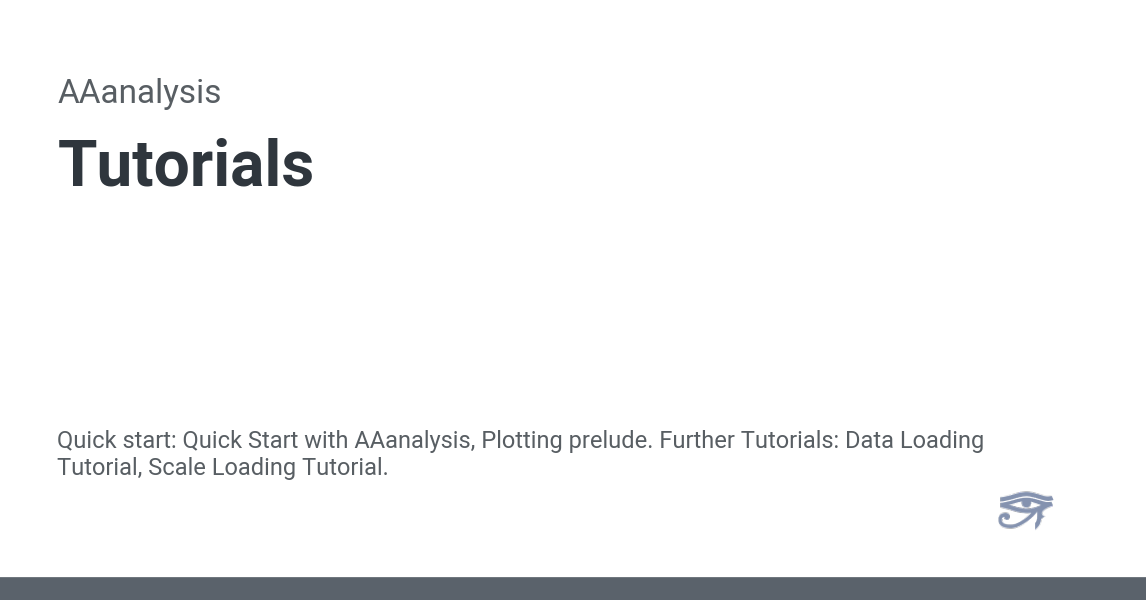 AAanalysis
Tutorials
Quick start: Quick Start with AAanalysis, Plotting prelude. Further Tutorials: Data Loading
Tutorial, Scale Loading Tutorial.